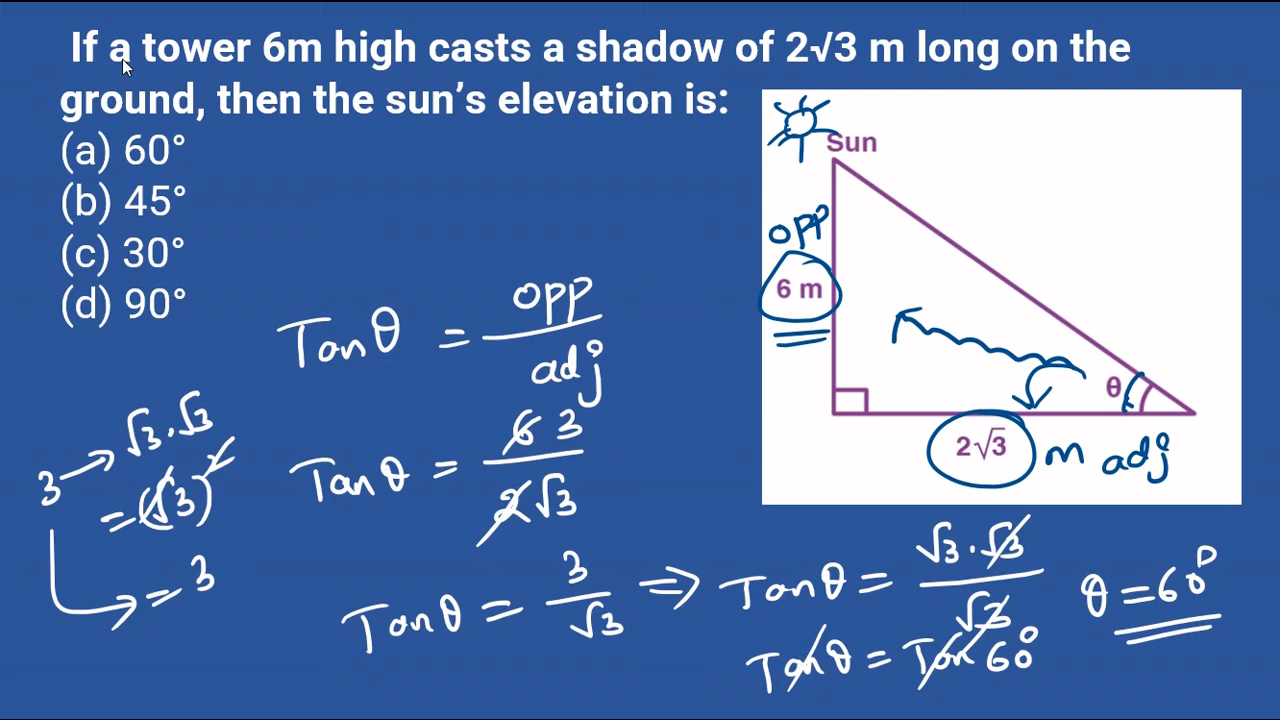 If a tower 6m high casts a shadow of 2√3 m long on the
ground, then the sun's elevation is:
(a) 60°
(b) 45°
(c) 30°
(d) 90°
Sun
opp
6 m
θ
2√3 m adj
Tanθ = opp/adj
Tanθ = 6 3/2√3
Tanθ = 3/√3 ⇒ Tanθ = √3.√3/√3
Tanθ = Tan 60°
θ = 60°
3 → √3.√3
= (√3)²
= 3